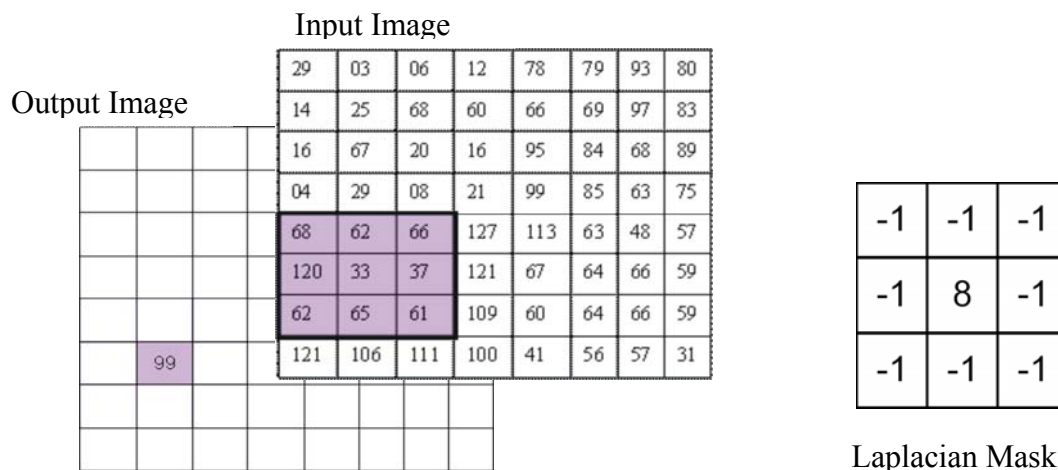 Input Image
29 03 06 12 78 79 93 80
Output Image
14 25 68 60 66 69 97 83
16 67 20 16 95 84 68 89
04 29 08 21 99 85 63 75
68 62 66 127 113 63 48 57
120 33 37 121 67 64 66 59
62 65 61 109 60 64 66 59
121 106 111 100 41 56 57 31
99
-1 -1 -1
-1 8 -1
-1 -1 -1
Laplacian Mask